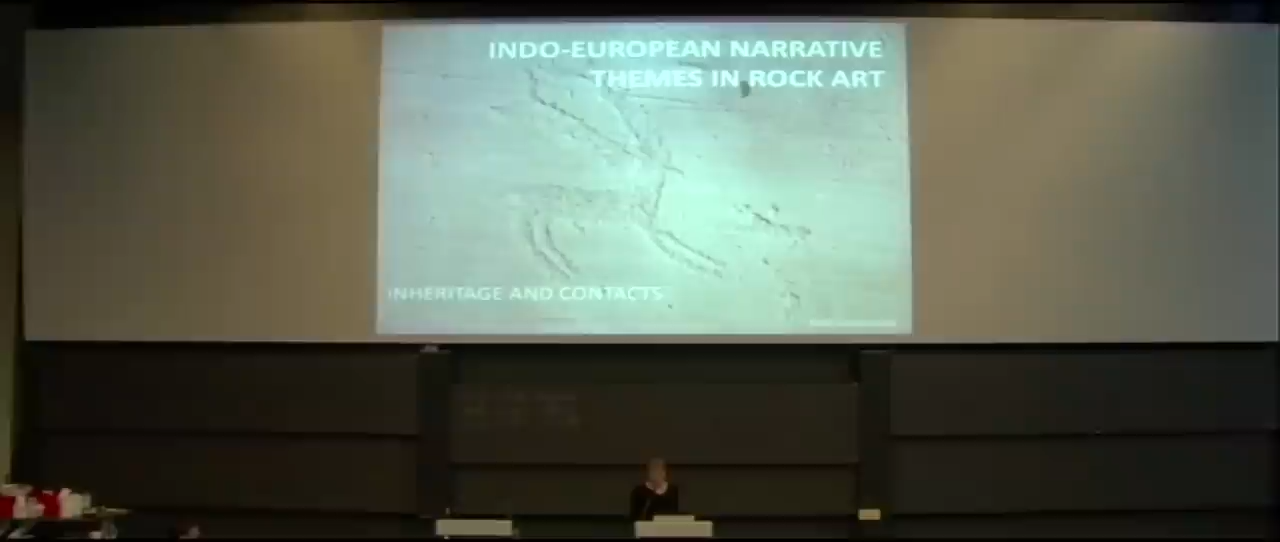 INDO-EUROPEAN NARRATIVE
THEMES IN ROCK ART
INHERITAGE AND CONTACTS